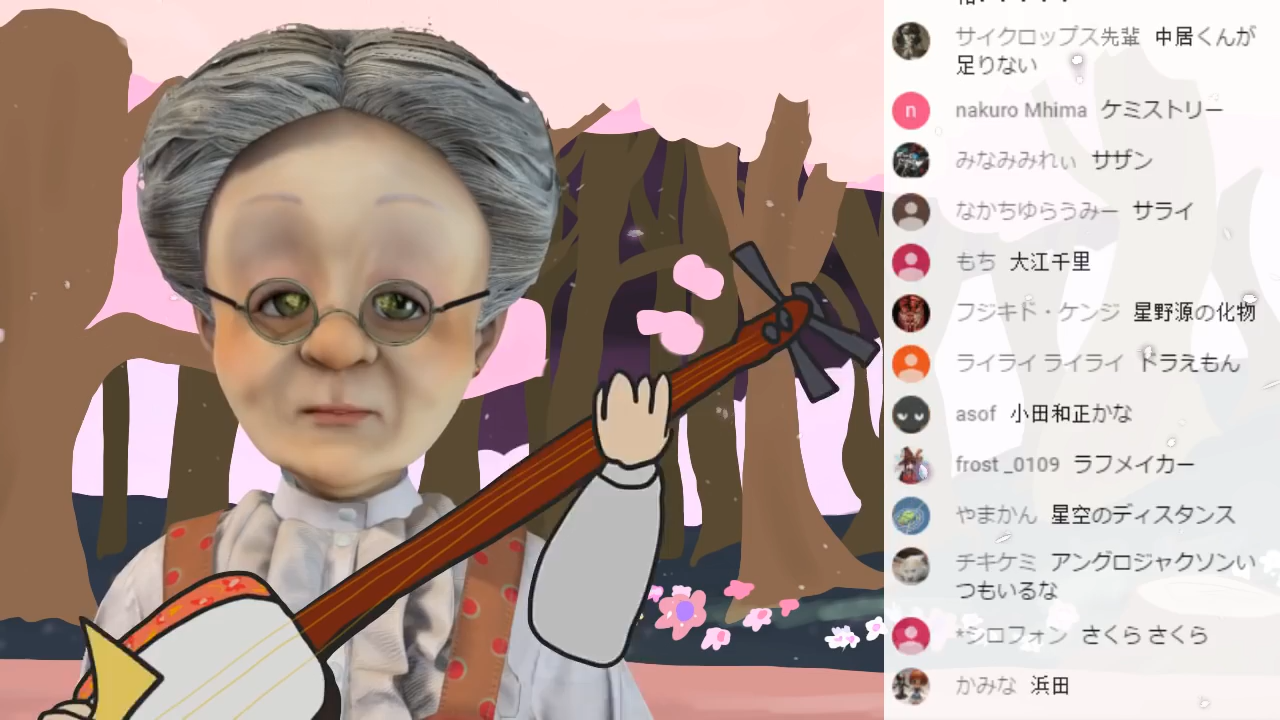 サイクロップス先輩 中居くんが
足りない
n nakuro Mhima ケミストリー
みなみみれぃ サザン
なかちゆらうみー サライ
もち 大江千里
フジキド・ケンジ 星野源の化物
ライライ ライライ ドラえもん
asof 小田和正かな
frost _0109 ラフメイカー
やまかん 星空のディスタンス
チキケミ アングロジャクソンい
つもいるな
*シロフォン さくら さくら
かみな 浜田